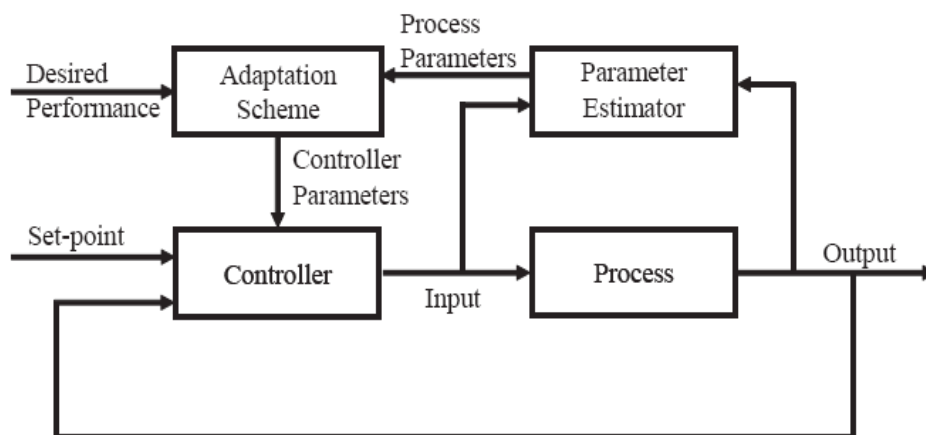 Process
Parameters
Desired
Performance
Adaptation
Scheme
Parameter
Estimator
Controller
Parameters
Set-point
Controller
Input
Process
Output